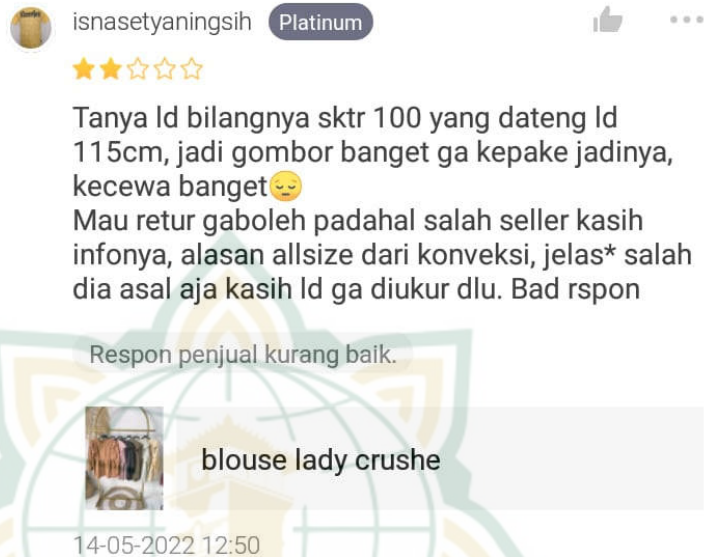 isnasetyaningsih Platinum
Tanya ld bilangnya sktr 100 yang dateng ld
115cm, jadi gombor banget ga kepake jadinya,
kecewa banget😔
Mau retur gaboleh padahal salah seller kasih
infonya, alasan allsize dari konveksi, jelas* salah
dia asal aja kasih ld ga diukur dlu. Bad rspon
Respon penjual kurang baik.
blouse lady crushe
14-05-2022 12:50